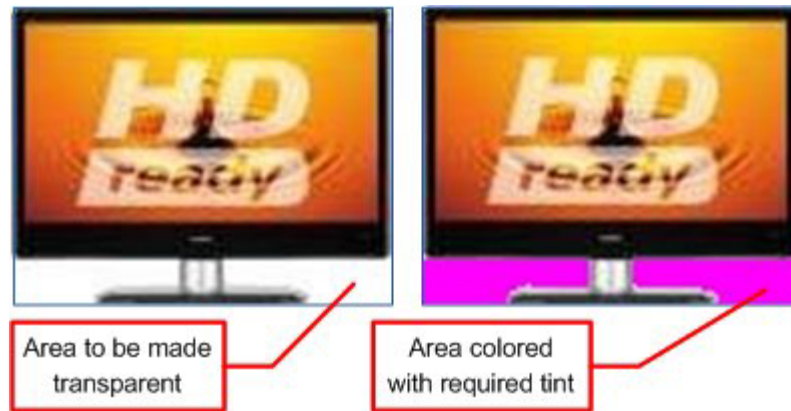 HD
ready
HD
ready
Area to be made
transparent
Area colored
with required tint